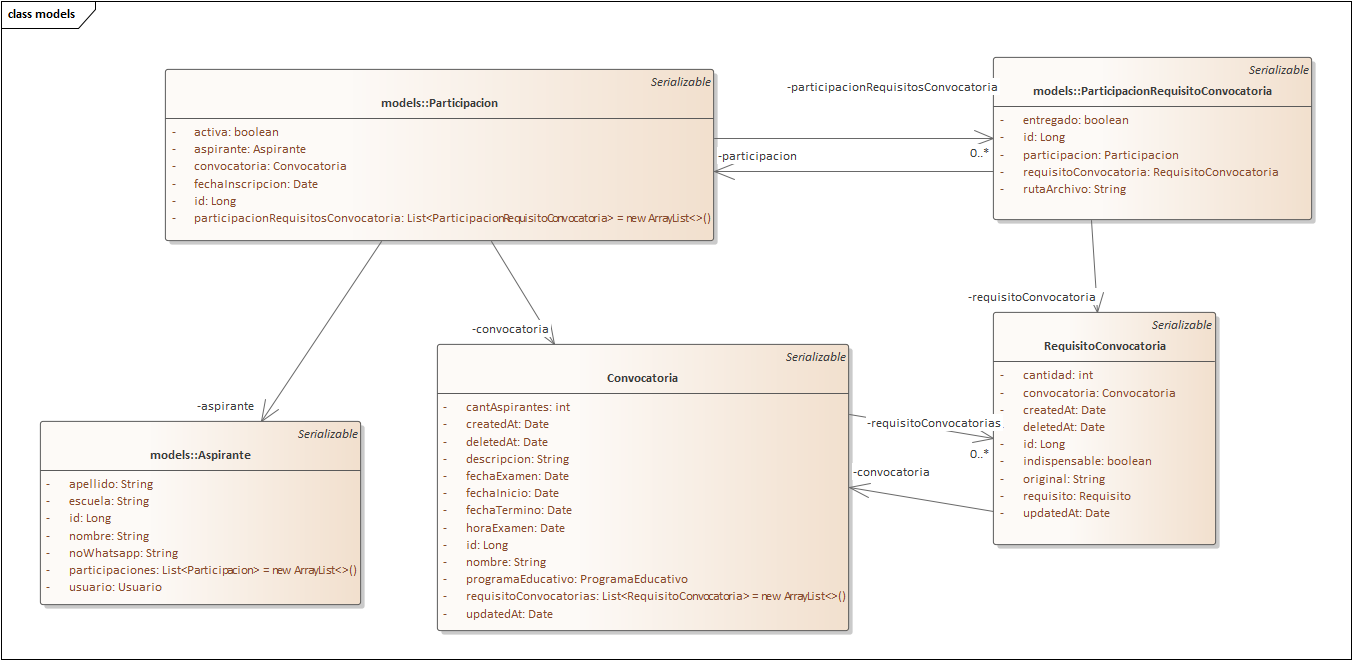 class models
Serializable
models::Participacion
- activa: boolean
- aspirante: Aspirante
- convocatoria: Convocatoria
- fechaInscripcion: Date
- id: Long
- participacionRequisitosConvocatoria: List<ParticipacionRequisitoConvocatoria> = new ArrayList<>()
-participacionRequisitosConvocatoria
0..*
-participacion
Serializable
models::ParticipacionRequisitoConvocatoria
- entregado: boolean
- id: Long
- participacion: Participacion
- requisitoConvocatoria: RequisitoConvocatoria
- rutaArchivo: String
-requisitoConvocatoria
-convocatoria
-aspirante
Serializable
models::Aspirante
- apellido: String
- escuela: String
- id: Long
- nombre: String
- noWhatsapp: String
- participaciones: List<Participacion> = new ArrayList<>()
- usuario: Usuario
Serializable
Convocatoria
- cantAspirantes: int
- createdAt: Date
- deletedAt: Date
- descripcion: String
- fechaExamen: Date
- fechaInicio: Date
- fechaTermino: Date
- horaExamen: Date
- id: Long
- nombre: String
- programaEducativo: ProgramaEducativo
- requisitoConvocatorias: List<RequisitoConvocatoria> = new ArrayList<>()
- updatedAt: Date
-requisitoConvocatorias
0..*
-convocatoria
Serializable
RequisitoConvocatoria
- cantidad: int
- convocatoria: Convocatoria
- createdAt: Date
- deletedAt: Date
- id: Long
- indispensable: boolean
- original: String
- requisito: Requisito
- updatedAt: Date